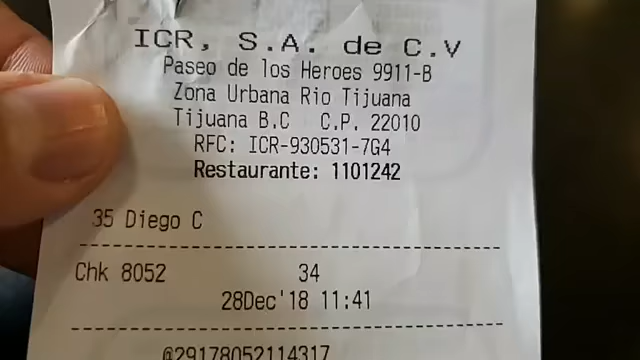 ICR, S.A. de C.V
Paseo de los Heroes 9911-B
Zona Urbana Rio Tijuana
Tijuana B.C C.P. 22010
RFC: ICR-930531-7G4
Restaurante: 1101242
35 Diego C
Chk 8052 34
28Dec'18 11:41
@29178052114317